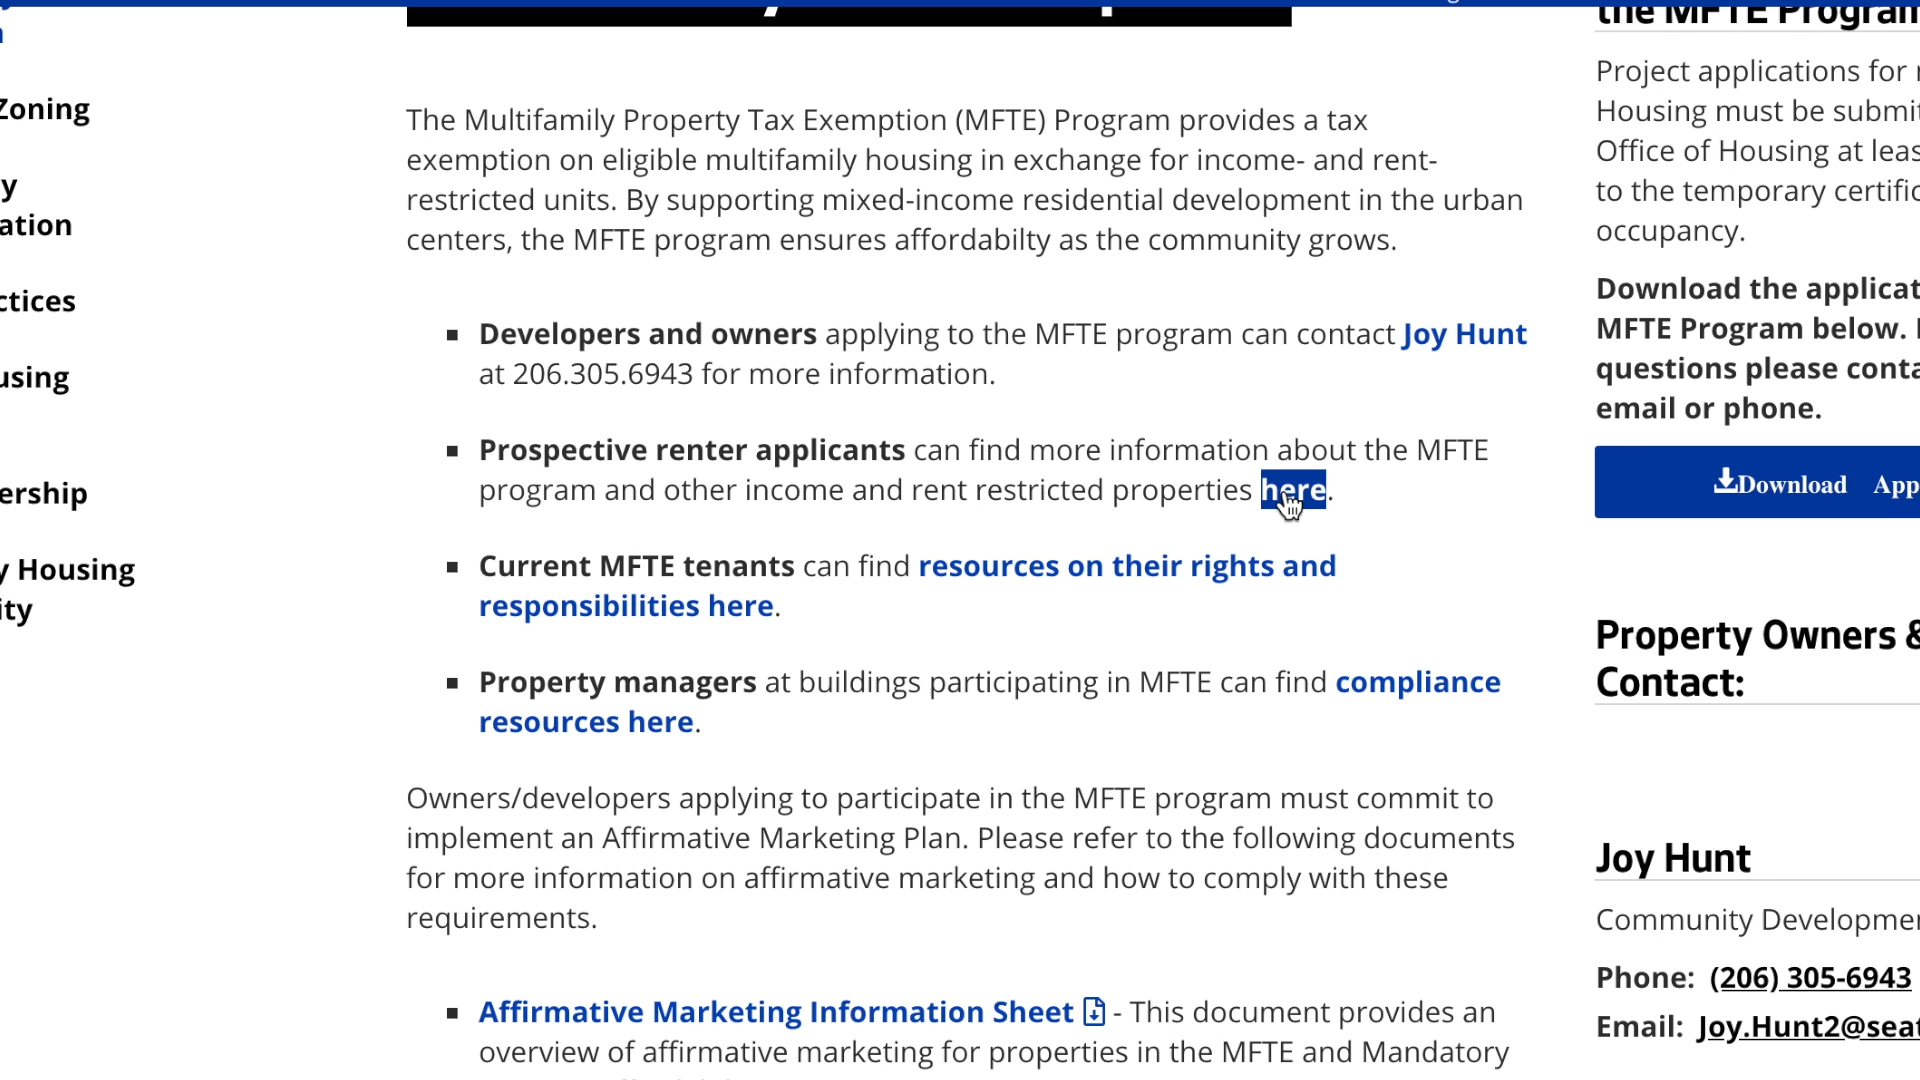 Zoning
y
ation
ctices
using
ership
y Housing
ity
The Multifamily Property Tax Exemption (MFTE) Program provides a tax
exemption on eligible multifamily housing in exchange for income- and rent-
restricted units. By supporting mixed-income residential development in the urban
centers, the MFTE program ensures affordabilty as the community grows.
▪ Developers and owners applying to the MFTE program can contact Joy Hunt
at 206.305.6943 for more information.
▪ Prospective renter applicants can find more information about the MFTE
program and other income and rent restricted properties here.
▪ Current MFTE tenants can find resources on their rights and
responsibilities here.
▪ Property managers at buildings participating in MFTE can find compliance
resources here.
Owners/developers applying to participate in the MFTE program must commit to
implement an Affirmative Marketing Plan. Please refer to the following documents
for more information on affirmative marketing and how to comply with these
requirements.
▪ Affirmative Marketing Information Sheet - This document provides an
overview of affirmative marketing for properties in the MFTE and Mandatory
the MFTE Program
Project applications for
Housing must be submit
Office of Housing at leas
to the temporary certific
occupancy.
Download the applicat
MFTE Program below.
questions please conta
email or phone.
Download App
Property Owners &
Contact:
Joy Hunt
Community Developme
Phone: (206) 305-6943
Email: Joy.Hunt2@seat